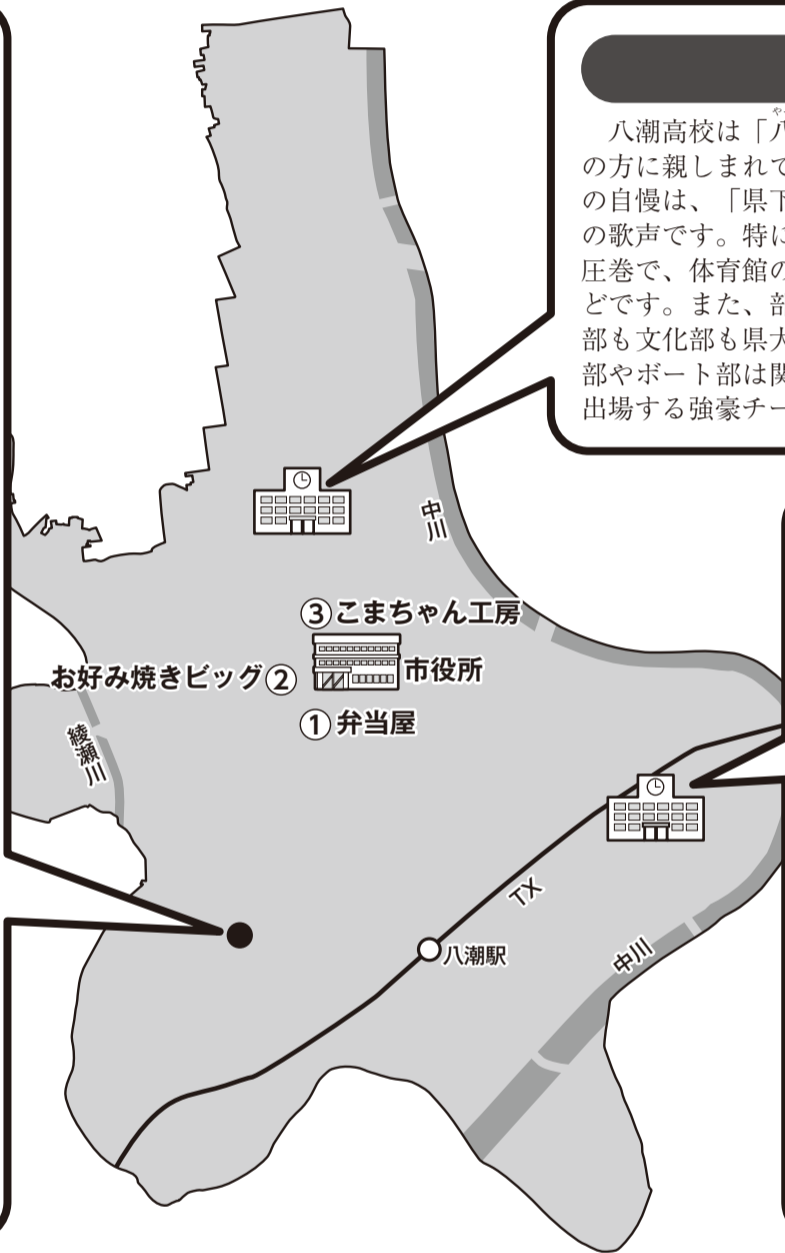 八潮高校は「八
の方に親しまれて
の自慢は、「県下
の歌声です。特に
圧巻で、体育館の
どです。また、部
部も文化部も県大
部やボート部は関
出場する強豪チー
中川
③こまちゃん工房
お好み焼きビッグ②
市役所
①弁当屋
綾瀬川
TX
八潮駅
中川